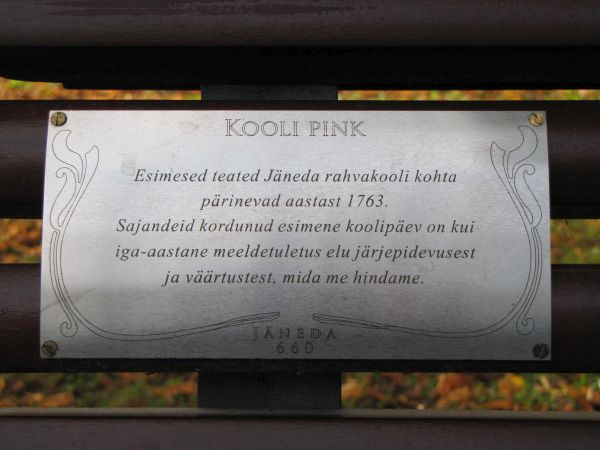 KOOLI PINK
Esimesed teated Jäneda rahvakooli kohta
pärinevad aastast 1763.
Sajandeid kordunud esimene koolipäev on kui
iga-aastane meeldetuletus elu järjepidevusest
ja väärtustest, mida me hindame.
JÄNEDA
660